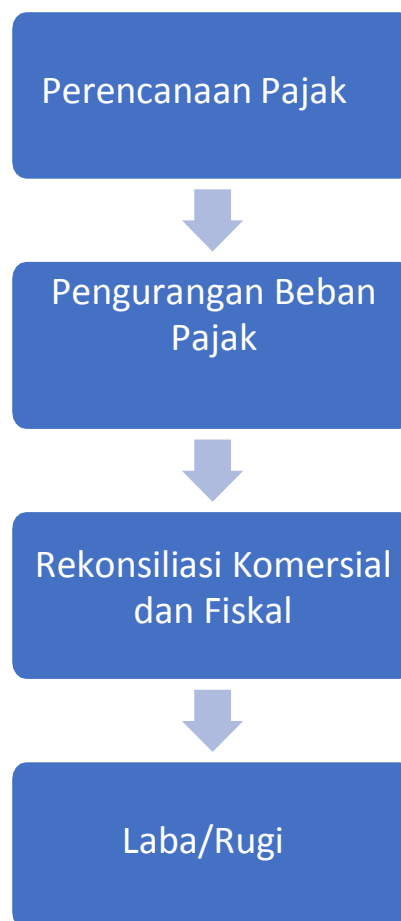 Perencanaan Pajak
Pengurangan Beban
Pajak
Rekonsiliasi Komersial
dan Fiskal
Laba/Rugi